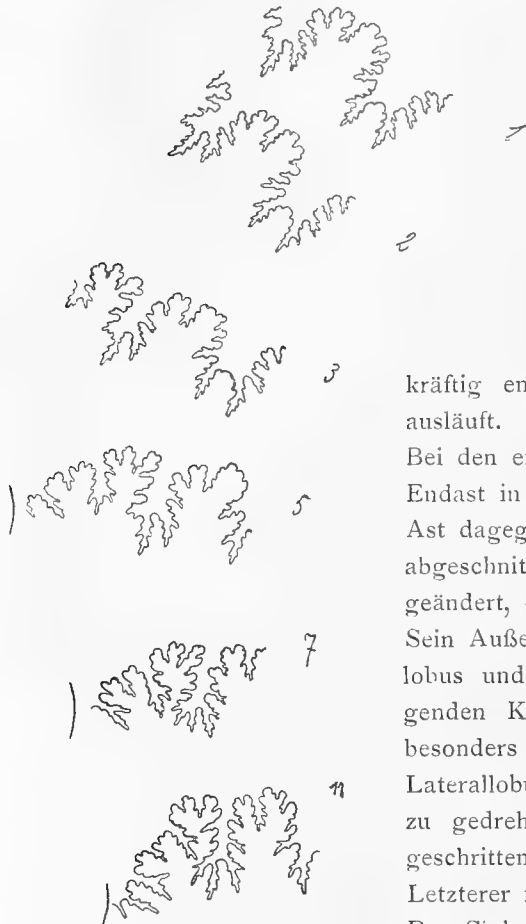 1
2
3
kräftig en
ausläuft.
Bei den e
Endast in
5
Ast dageg
abgeschnit
geändert,
Sein Auße
7
lobus und
genden K
besonders
Laterallobu
11
zu gedreh
geschritten
Letzterer